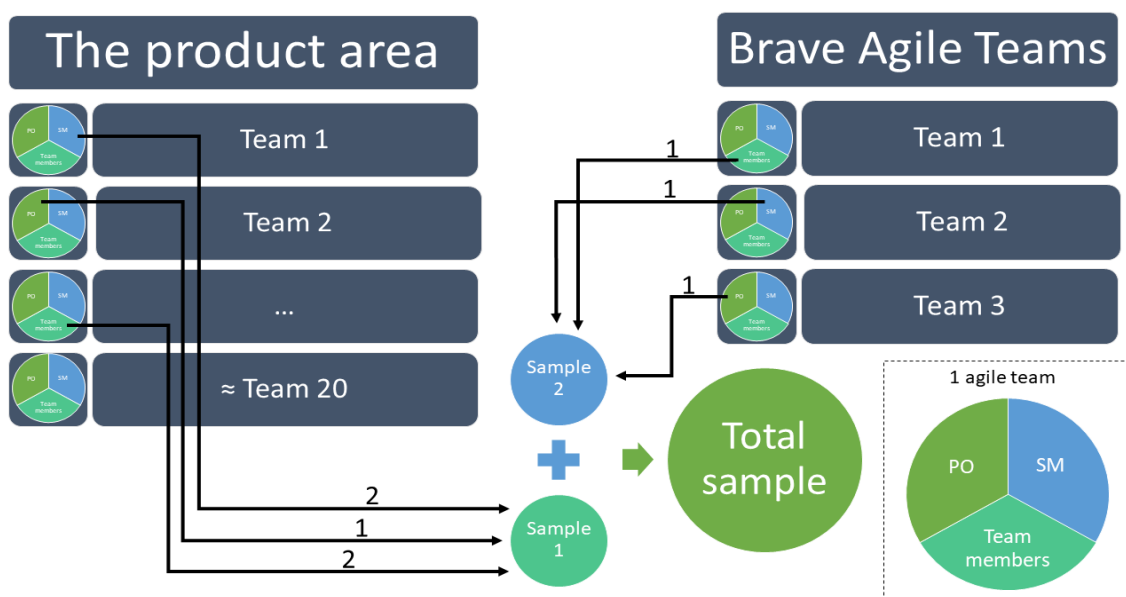 The product area
Brave Agile Teams
PO
SM
Team
members
Team 1
PO
SM
Team
members
Team 2
PO
SM
Team
members
...
PO
SM
Team
members
≈ Team 20
1
PO
SM
Team
members
Team 1
1
PO
SM
Team
members
Team 2
1
PO
SM
Team
members
Team 3
Sample
2
Total
sample
1 agile team
PO
SM
Team
members
2
1
2
Sample
1